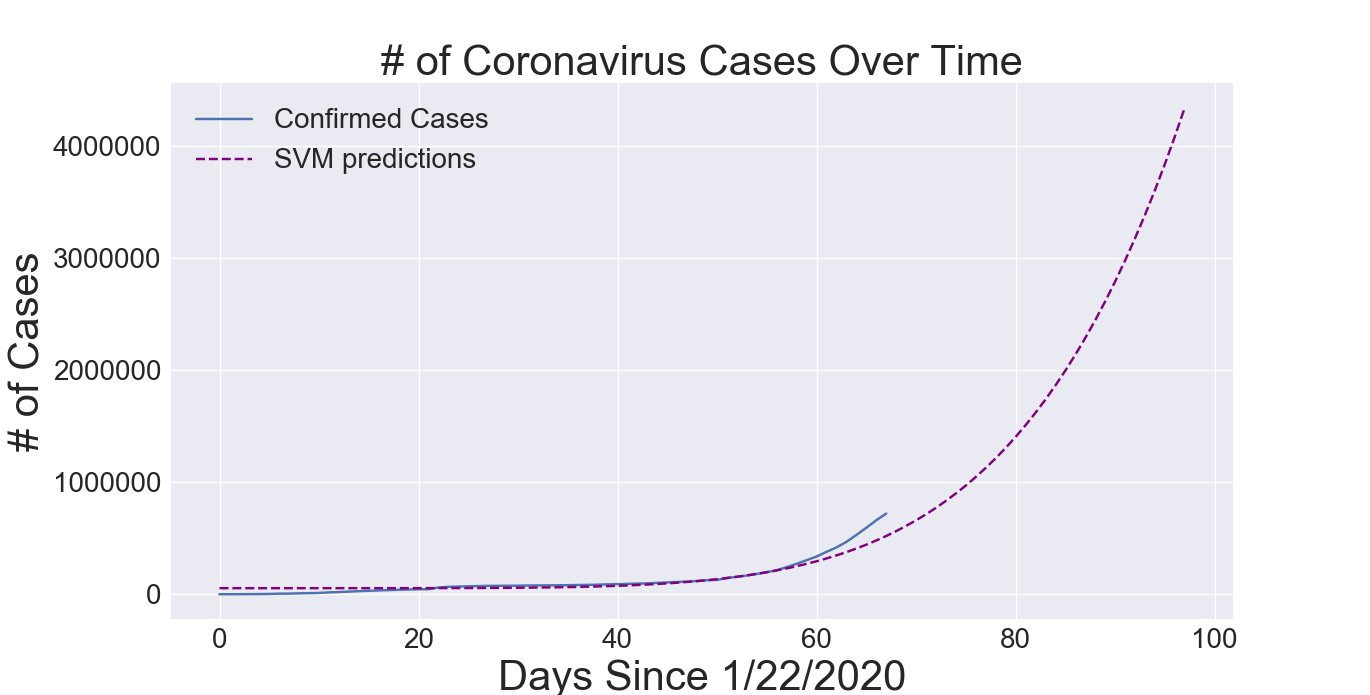 # of Coronavirus Cases Over Time
Confirmed Cases
SVM predictions
# of Cases
4000000
3000000
2000000
1000000
0
0 20 40 60 80 100
Days Since 1/22/2020